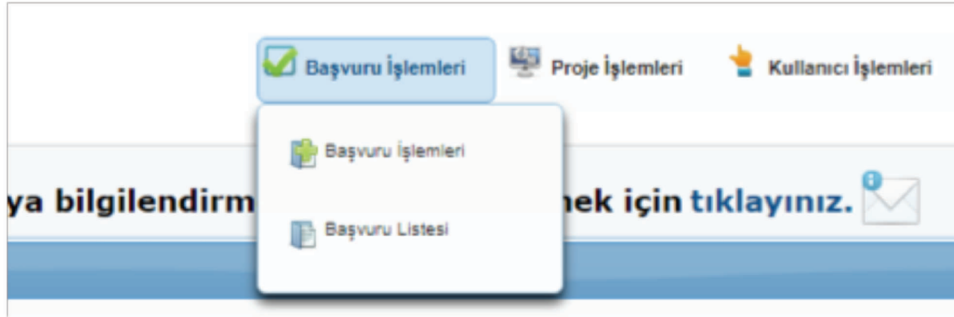 Başvuru İşlemleri Proje İşlemleri Kullanıcı İşlemleri
Başvuru İşlemleri
ya bilgilendirm nek için tıklayınız.
Başvuru Listesi